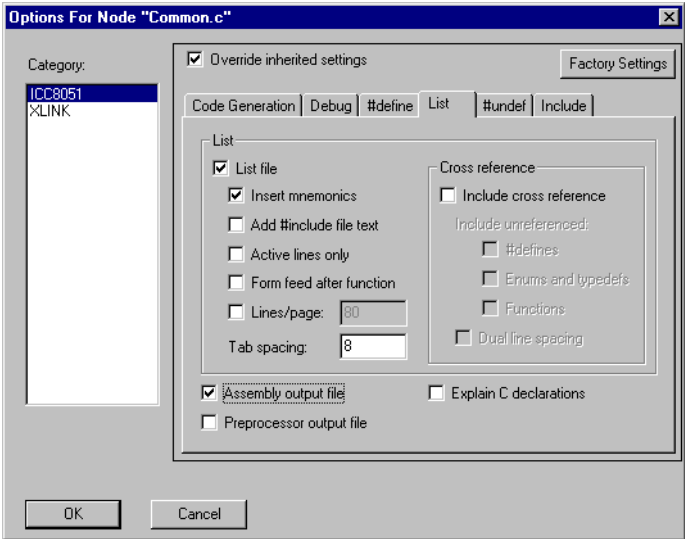 Options For Node "Common.c"
Category:
ICC8051
XLINK
Override inherited settings
Factory Settings
Code Generation Debug #define List #undef Include
List
List file
Insert mnemonics
Add #include file text
Active lines only
Form feed after function
Lines/page: 80
Tab spacing: 8
Cross reference
Include cross reference
Include unreferenced:
#defines
Enums and typedefs
Functions
Dual line spacing
Assembly output file
Explain C declarations
Preprocessor output file
OK
Cancel